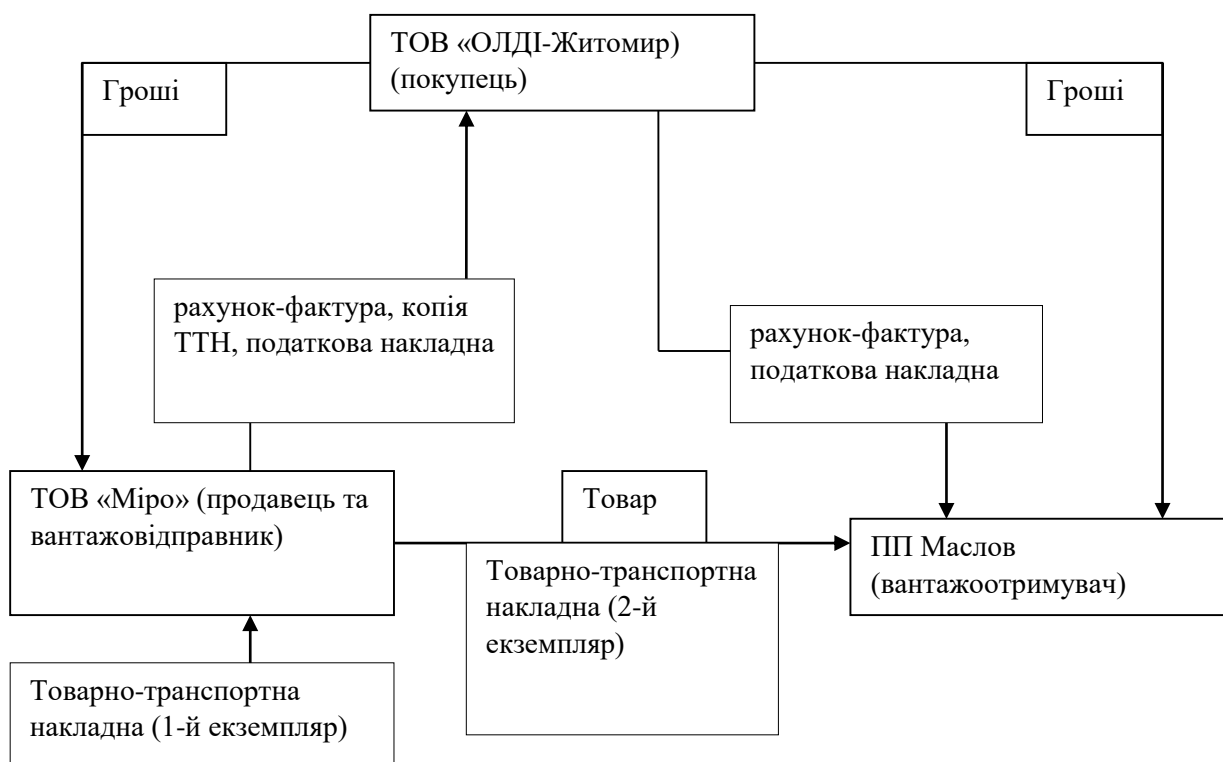 ТОВ «ОЛДІ-Житомир)
(покупець)
Гроші
Гроші
рахунок-фактура, копія
ТТН, податкова накладна
рахунок-фактура,
податкова накладна
ТОВ «Міро» (продавець та
вантажовідправник)
Товар
ПП Маслов
(вантажоотримувач)
Товарно-транспортна
накладна (2-й
екземпляр)
Товарно-транспортна
накладна (1-й екземпляр)